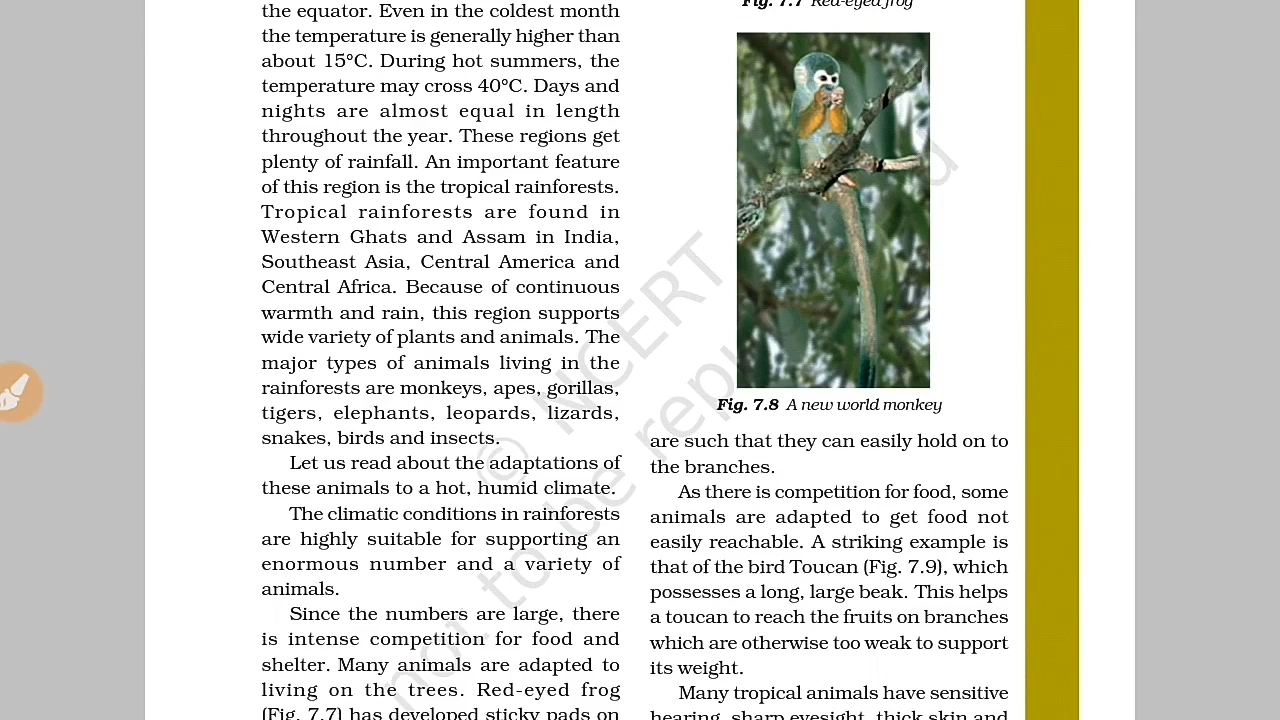 the equator. Even in the coldest month
the temperature is generally higher than
about 15°C. During hot summers, the
temperature may cross 40°C. Days and
nights are almost equal in length
throughout the year. These regions get
plenty of rainfall. An important feature
of this region is the tropical rainforests.
Tropical rainforests are found in
Western Ghats and Assam in India,
Southeast Asia, Central America and
Central Africa. Because of continuous
warmth and rain, this region supports
wide variety of plants and animals. The
major types of animals living in the
rainforests are monkeys, apes, gorillas,
tigers, elephants, leopards, lizards,
snakes, birds and insects.
Let us read about the adaptations of
these animals to a hot, humid climate.
The climatic conditions in rainforests
are highly suitable for supporting an
enormous number and a variety of
animals.
Since the numbers are large, there
is intense competition for food and
shelter. Many animals are adapted to
living on the trees. Red-eyed frog
(Fig. 7.7) has developed sticky pads on
Fig. 7.7 Red-eyed frog
Fig. 7.8 A new world monkey
are such that they can easily hold on to
the branches.
As there is competition for food, some
animals are adapted to get food not
easily reachable. A striking example is
that of the bird Toucan (Fig. 7.9), which
possesses a long, large beak. This helps
a toucan to reach the fruits on branches
which are otherwise too weak to support
its weight.
Many tropical animals have sensitive
hearing, sharp eyesight, thick skin and
© NCERT
not to be